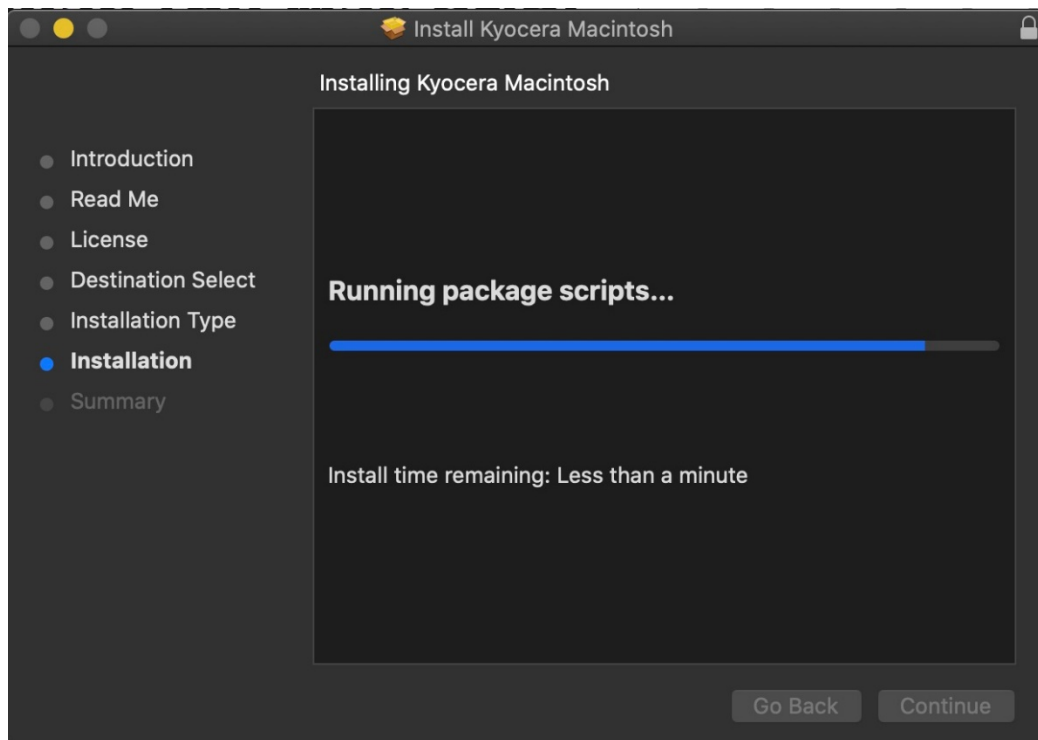 Install Kyocera Macintosh
Installing Kyocera Macintosh
Introduction
Read Me
License
Destination Select
Installation Type
Installation
Summary
Running package scripts...
Install time remaining: Less than a minute
Go Back
Continue